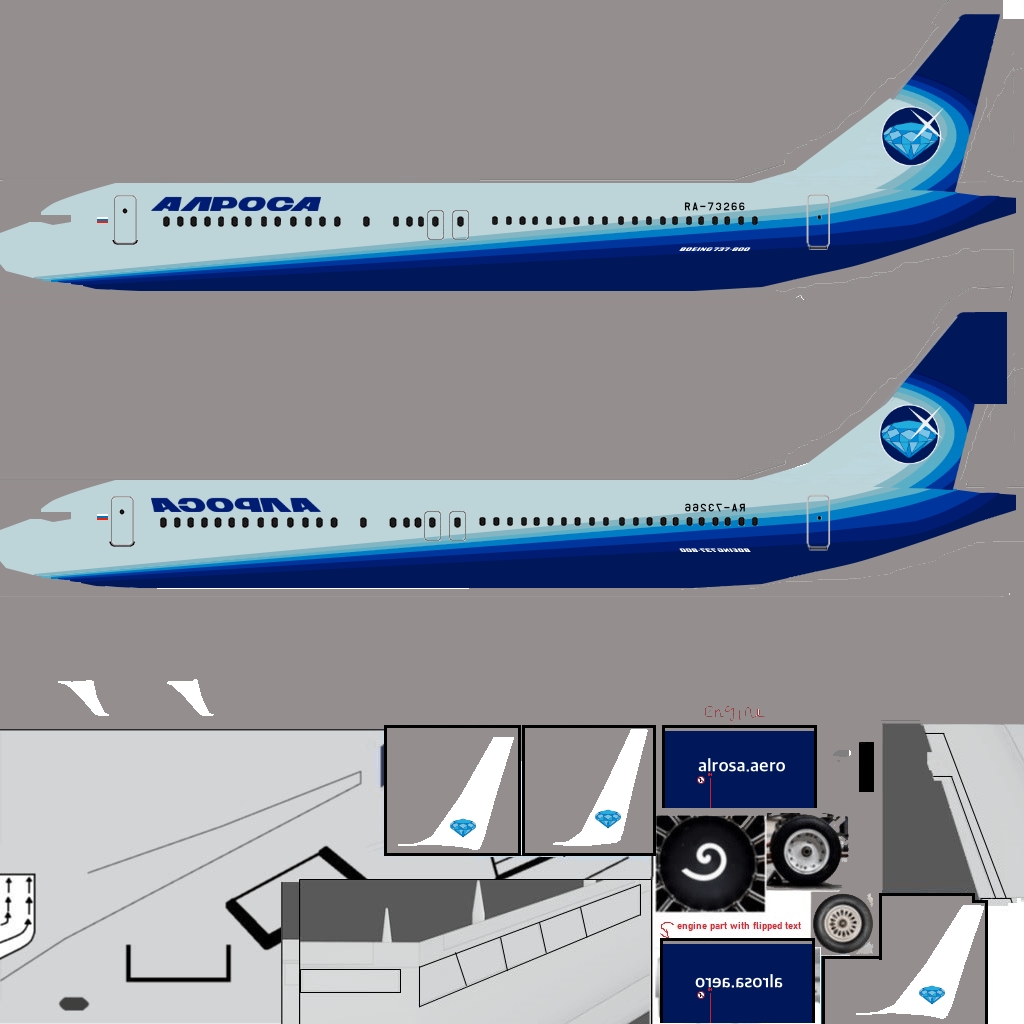 АЛРОСА
RA-73266
BOEING 737-800
АЛРОСА
RA-73266
BOEING 737-800
Engine
alrosa.aero
engine part with flipped text
alrosa.aero